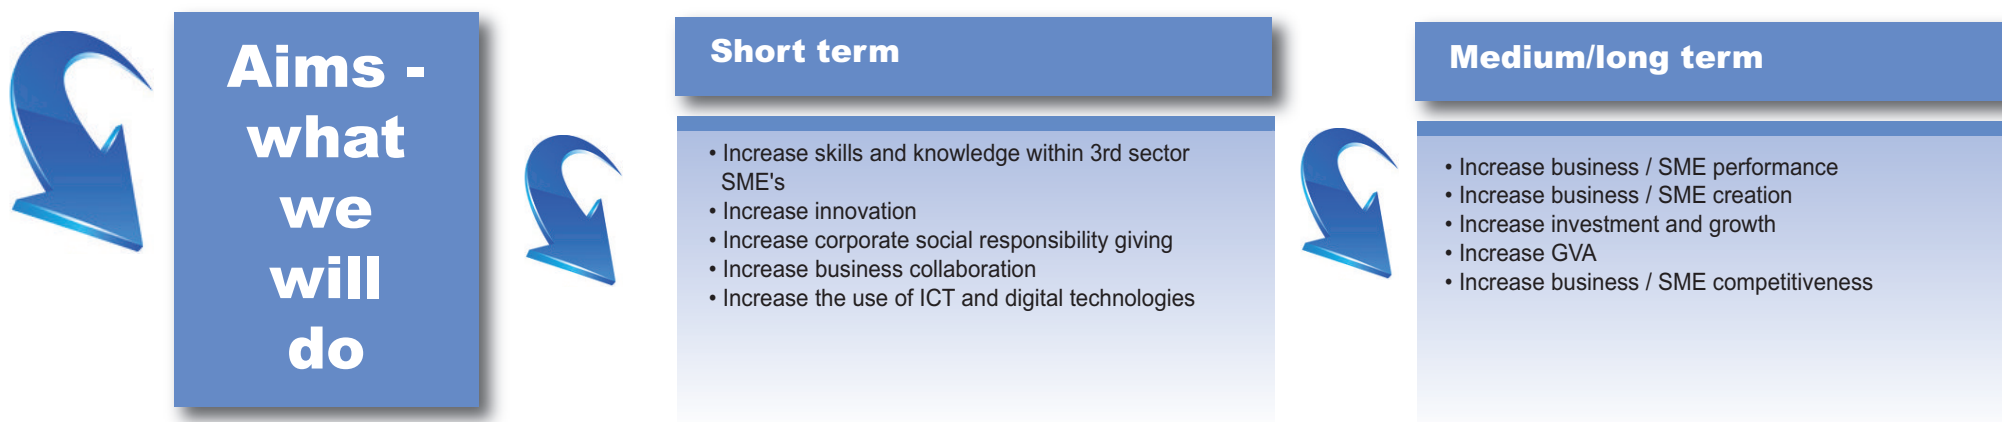 Aims -
what
we
will
do
Short term
• Increase skills and knowledge within 3rd sector
SME's
• Increase innovation
• Increase corporate social responsibility giving
• Increase business collaboration
• Increase the use of ICT and digital technologies
Medium/long term
• Increase business / SME performance
• Increase business / SME creation
• Increase investment and growth
• Increase GVA
• Increase business / SME competitiveness